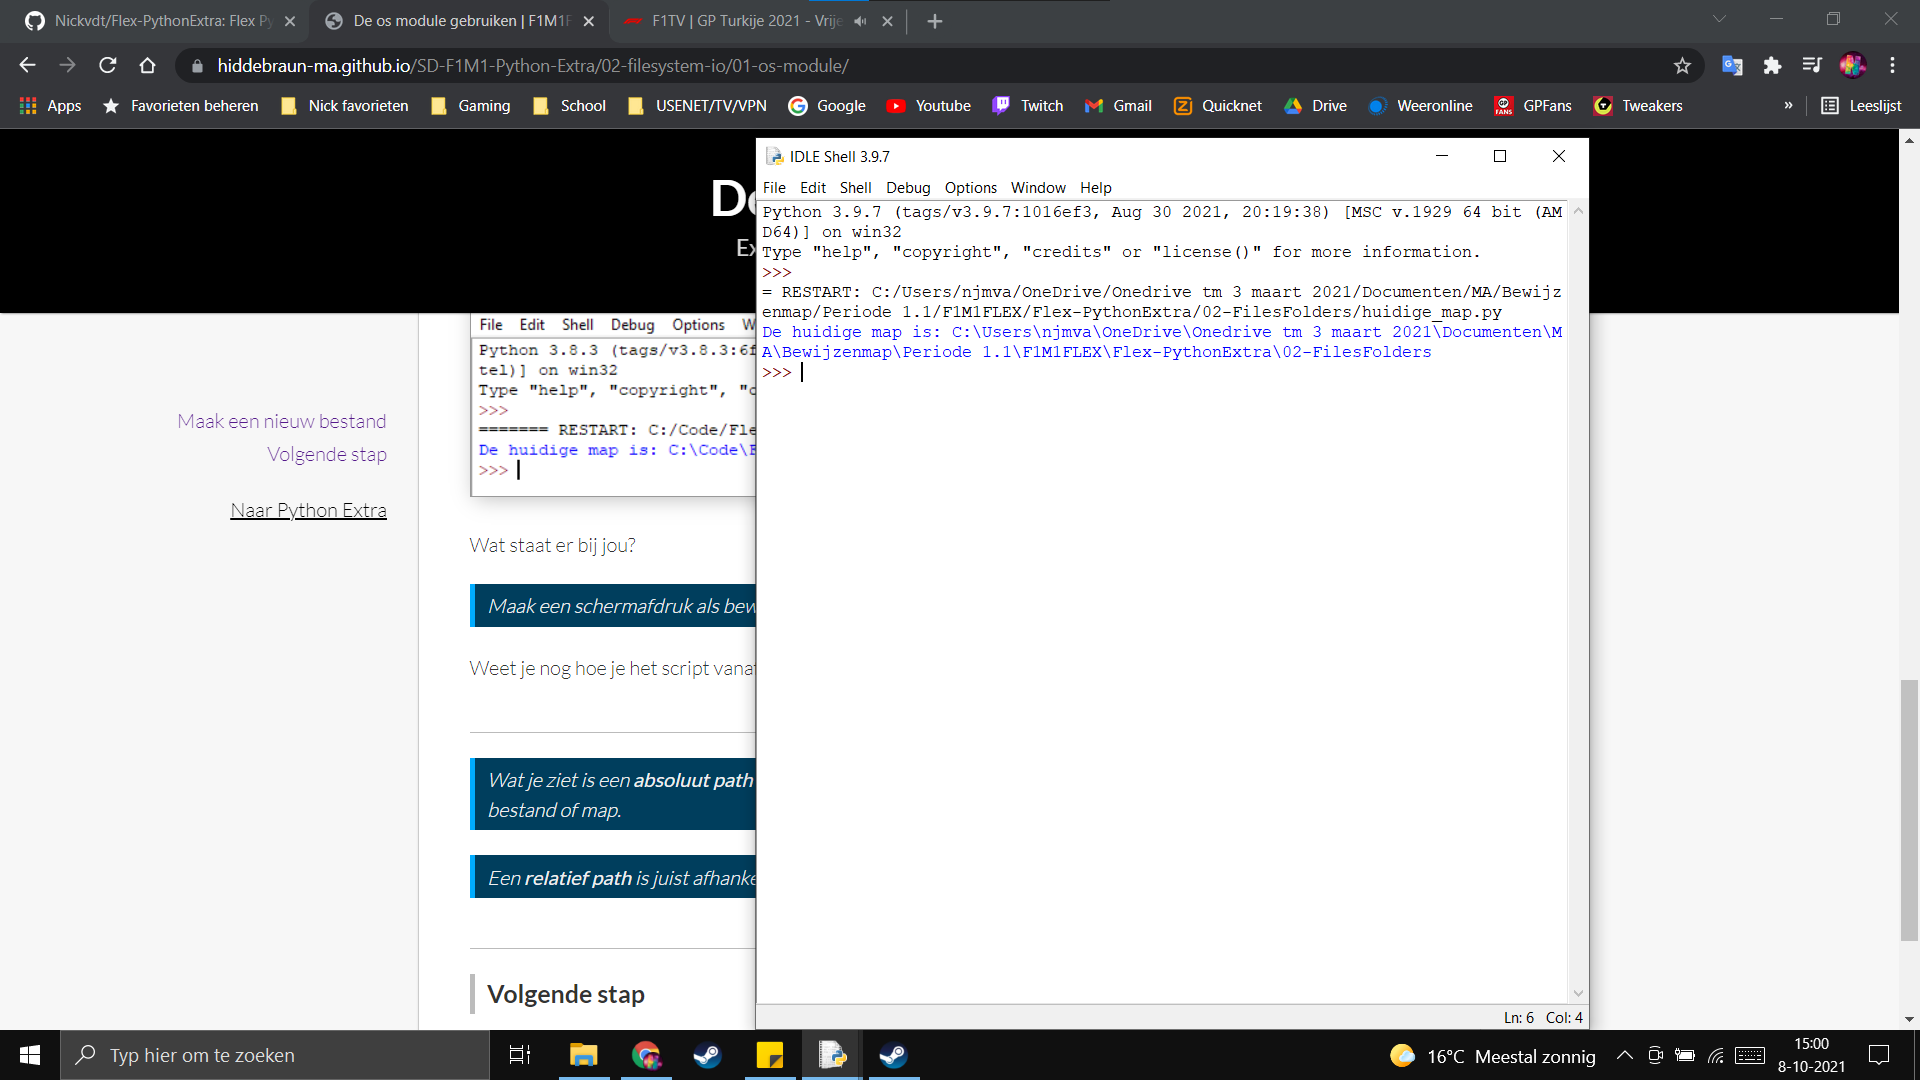 Nickvdt/Flex-PythonExtra: Flex Py
De os module gebruiken | F1M1F
F1TV | GP Turkije 2021 - Vrije
hiddebraun-ma.github.io/SD-F1M1-Python-Extra/02-filesystem-io/01-os-module/
Apps
Favorieten beheren
Nick favorieten
Gaming
School
USENET/TV/VPN
Google
Youtube
Twitch
Gmail
Quicknet
Drive
Weeronline
GPFans
Tweakers
»
Leeslijst
De
Ex
File Edit Shell Debug Options W
Python 3.8.3 (tags/v3.8.3:6f
tel)] on win32
Type "help", "copyright", "c
>>>
======= RESTART: C:/Code/Fle
De huidige map is: C:\Code\F
>>>
Maak een nieuw bestand
Volgende stap
Naar Python Extra
Wat staat er bij jou?
Maak een schermafdruk als bew
Weet je nog hoe je het script vanaf
Wat je ziet is een absoluut path
bestand of map.
Een relatief path is juist afhanke
Volgende stap
IDLE Shell 3.9.7
File Edit Shell Debug Options Window Help
Python 3.9.7 (tags/v3.9.7:1016ef3, Aug 30 2021, 20:19:38) [MSC v.1929 64 bit (AM
D64)] on win32
Type "help", "copyright", "credits" or "license()" for more information.
>>>
= RESTART: C:/Users/njmva/OneDrive/Onedrive tm 3 maart 2021/Documenten/MA/Bewijz
enmap/Periode 1.1/F1M1FLEX/Flex-PythonExtra/02-FilesFolders/huidige_map.py
De huidige map is: C:\Users\njmva\OneDrive\Onedrive tm 3 maart 2021\Documenten\M
A\Bewijzenmap\Periode 1.1\F1M1FLEX\Flex-PythonExtra\02-FilesFolders
>>>
Ln: 6 Col: 4
Typ hier om te zoeken
16°C Meestal zonnig
15:00
8-10-2021